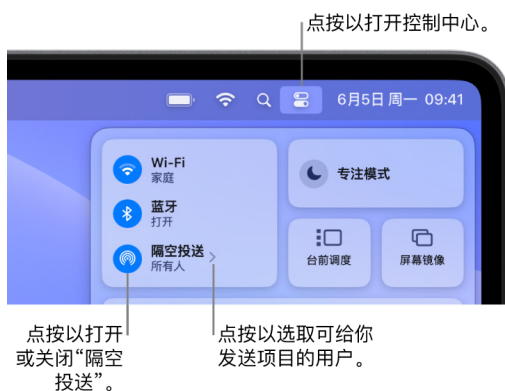 点按以打开控制中心。
6月5日 周一 09:41
Wi-Fi
家庭
专注模式
蓝牙
打开
隔空投送
所有人
台前调度
屏幕镜像
点按以打开
或关闭“隔空
投送”。
点按以选取可给你
发送项目的用户。